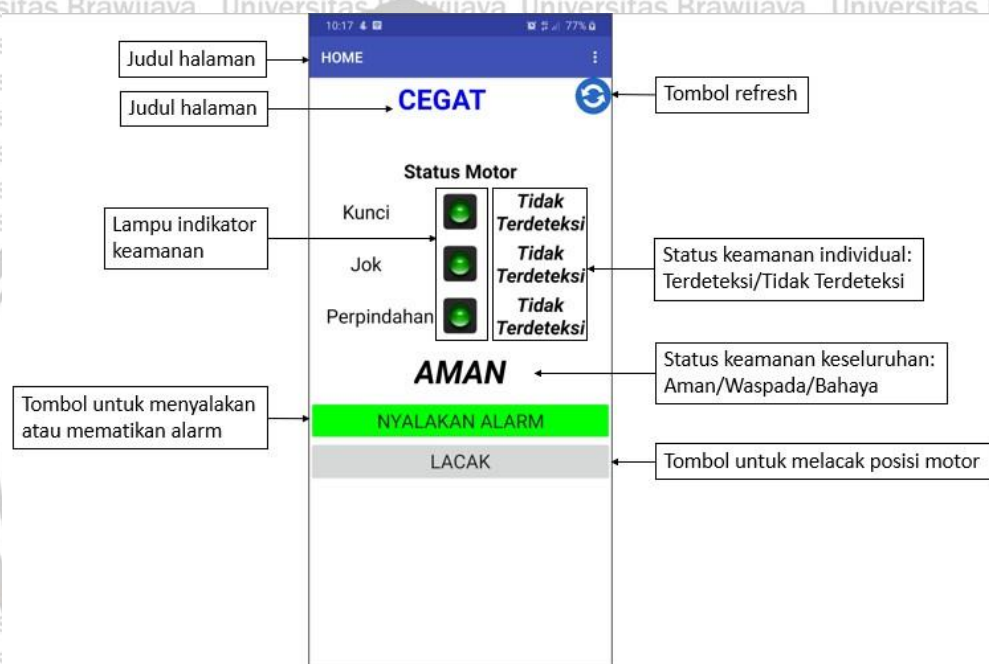 sitas Brawijaya Universitas Brawijaya Universitas Brawijaya Universitas
10:17 77%
HOME
Judul halaman
CEGAT
Judul halaman
Tombol refresh
Status Motor
Kunci
Tidak
Terdeteksi
Lampu indikator
keamanan
Jok
Tidak
Terdeteksi
Status keamanan individual:
Terdeteksi/Tidak Terdeteksi
Perpindahan
Tidak
Terdeteksi
AMAN
Status keamanan keseluruhan:
Aman/Waspada/Bahaya
Tombol untuk menyalakan
atau mematikan alarm
NYALAKAN ALARM
LACAK
Tombol untuk melacak posisi motor